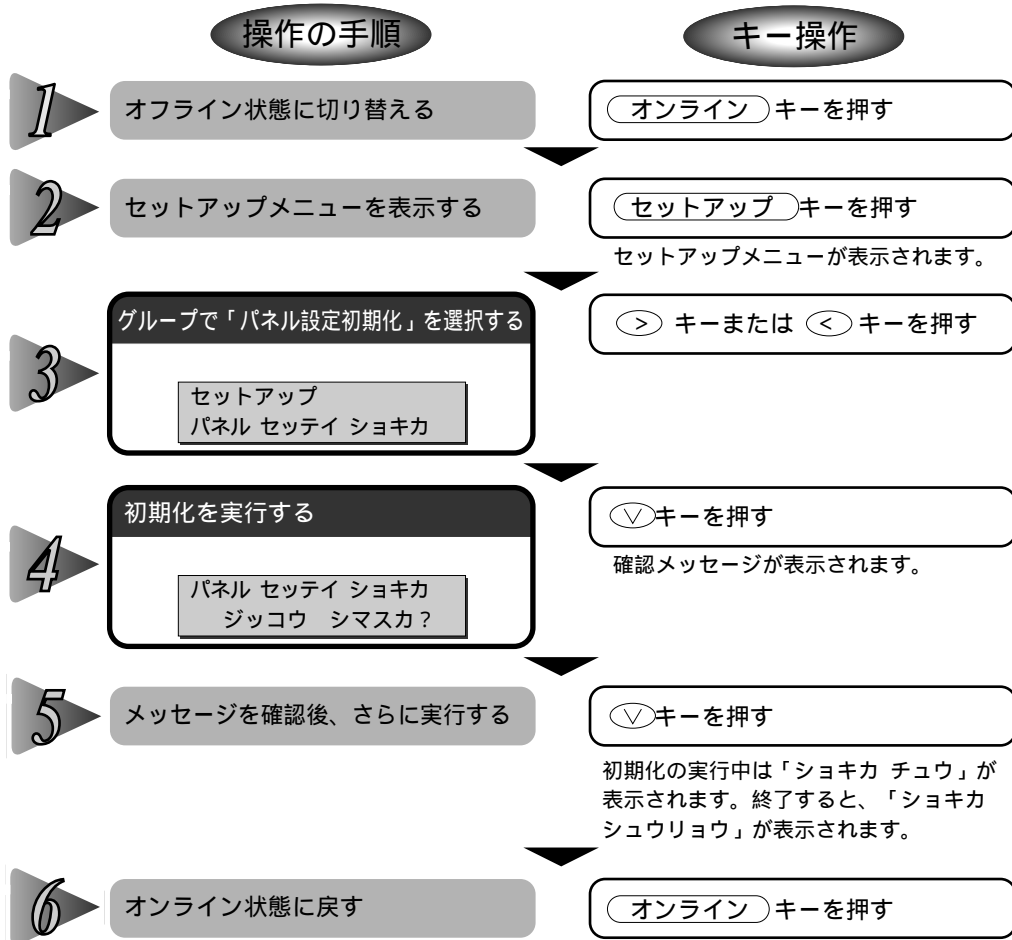 操作の手順
キー操作
1
オフライン状態に切り替える
オンライン キーを押す
2
セットアップメニューを表示する
セットアップ キーを押す
セットアップメニューが表示されます。
3
グループで「パネル設定初期化」を選択する
セットアップ
パネル セッテイ ショキカ
> キーまたは < キーを押す
4
初期化を実行する
パネル セッテイ ショキカ
ジッコウ シマスカ？
∨キーを押す
確認メッセージが表示されます。
5
メッセージを確認後、さらに実行する
∨キーを押す
初期化の実行中は「ショキカ チュウ」が
表示されます。終了すると、「ショキカ
シュウリョウ」が表示されます。
6
オンライン状態に戻す
オンライン キーを押す